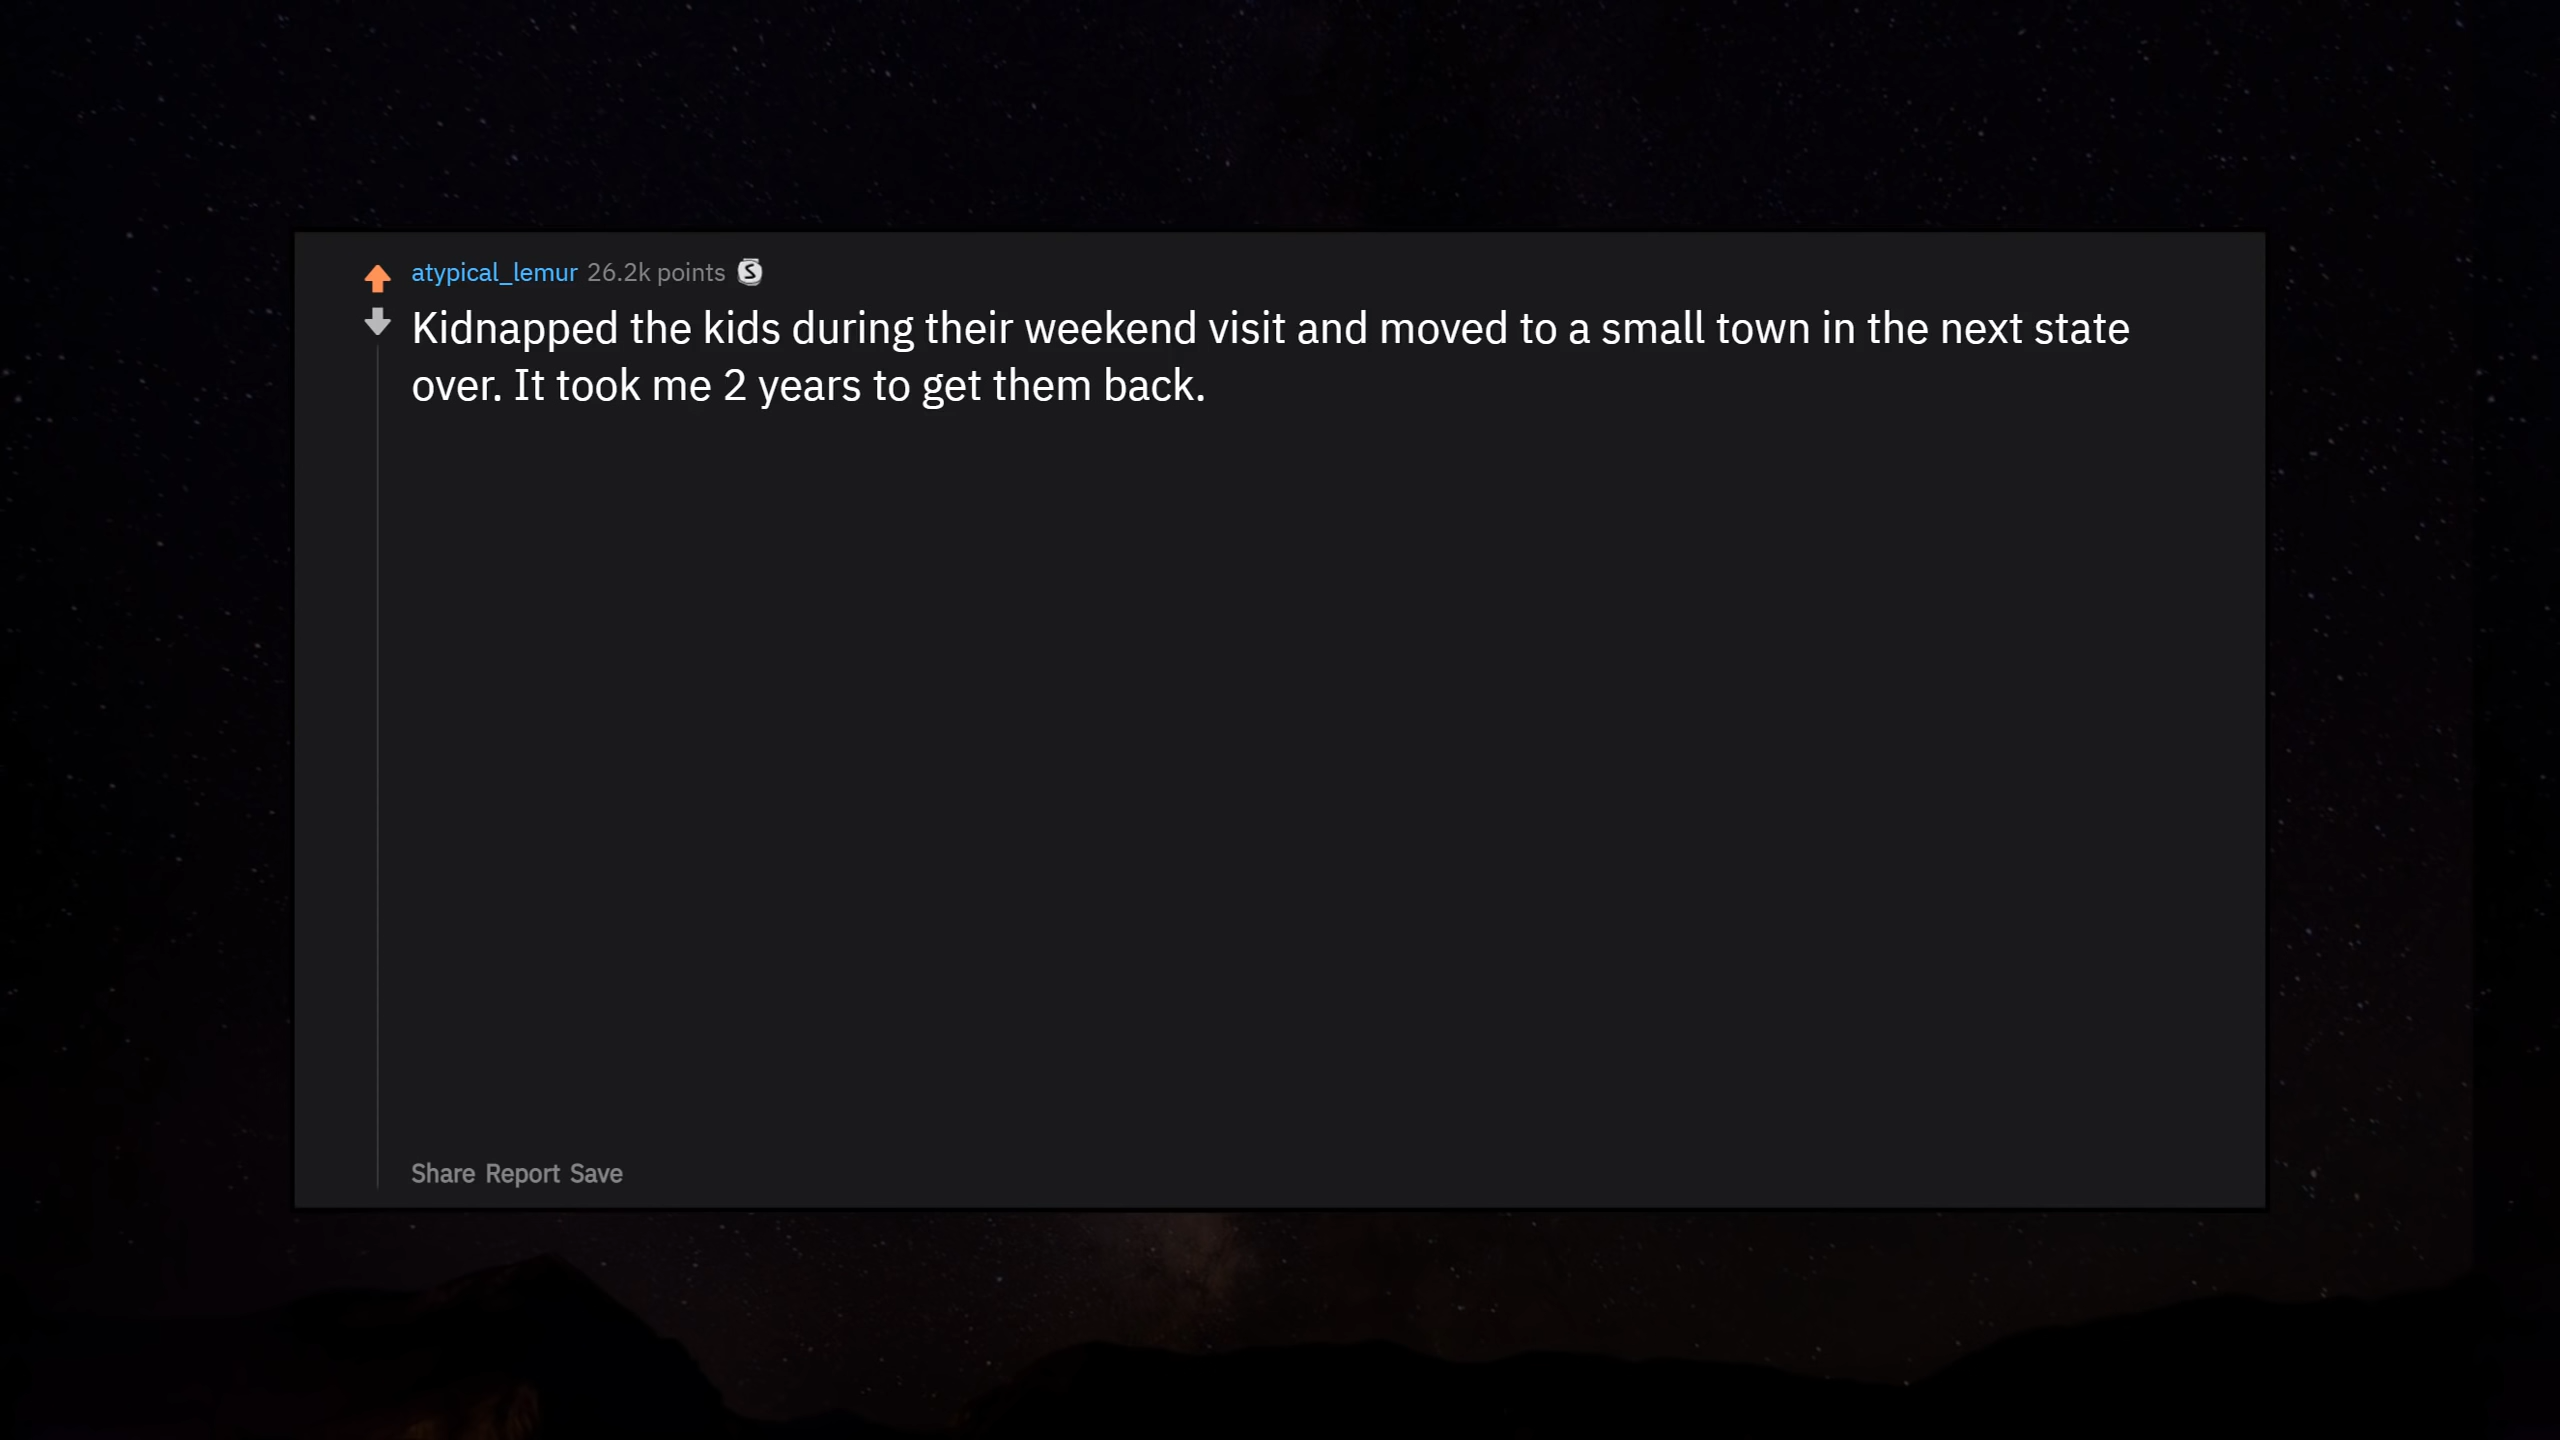 atypical_lemur 26.2k points S
Kidnapped the kids during their weekend visit and moved to a small town in the next state
over. It took me 2 years to get them back.
Share Report Save